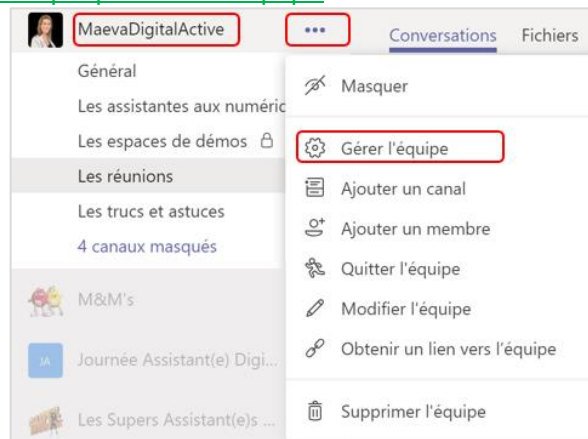 MaevaDigitalActive
...
Conversations Fichiers
Général
Les assistantes aux numéric
Les espaces de démos
Les réunions
Les trucs et astuces
4 canaux masqués
M&M's
JA Journée Assistant(e) Digi...
Les Supers Assistant(e)s ...
Masquer
Gérer l'équipe
Ajouter un canal
Ajouter un membre
Quitter l'équipe
Modifier l'équipe
Obtenir un lien vers l'équipe
Supprimer l'équipe